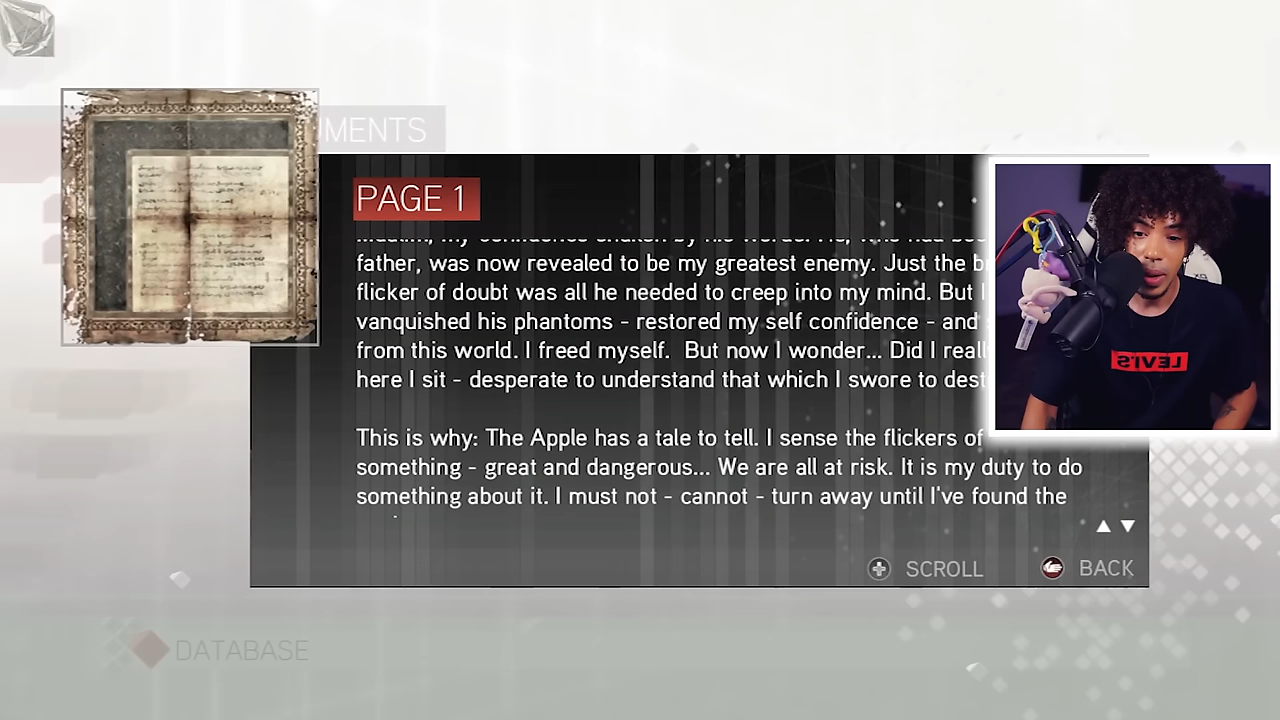 UMENTS
PAGE 1
father, was now revealed to be my greatest enemy. Just the b
flicker of doubt was all he needed to creep into my mind. But I
vanquished his phantoms - restored my self confidence - and
from this world. I freed myself. But now I wonder... Did I reall
here I sit - desperate to understand that which I swore to dest
This is why: The Apple has a tale to tell. I sense the flickers of
something - great and dangerous... We are all at risk. It is my duty to do
something about it. I must not - cannot - turn away until I've found the
LEVI'S
SCROLL
BACK
DATABASE